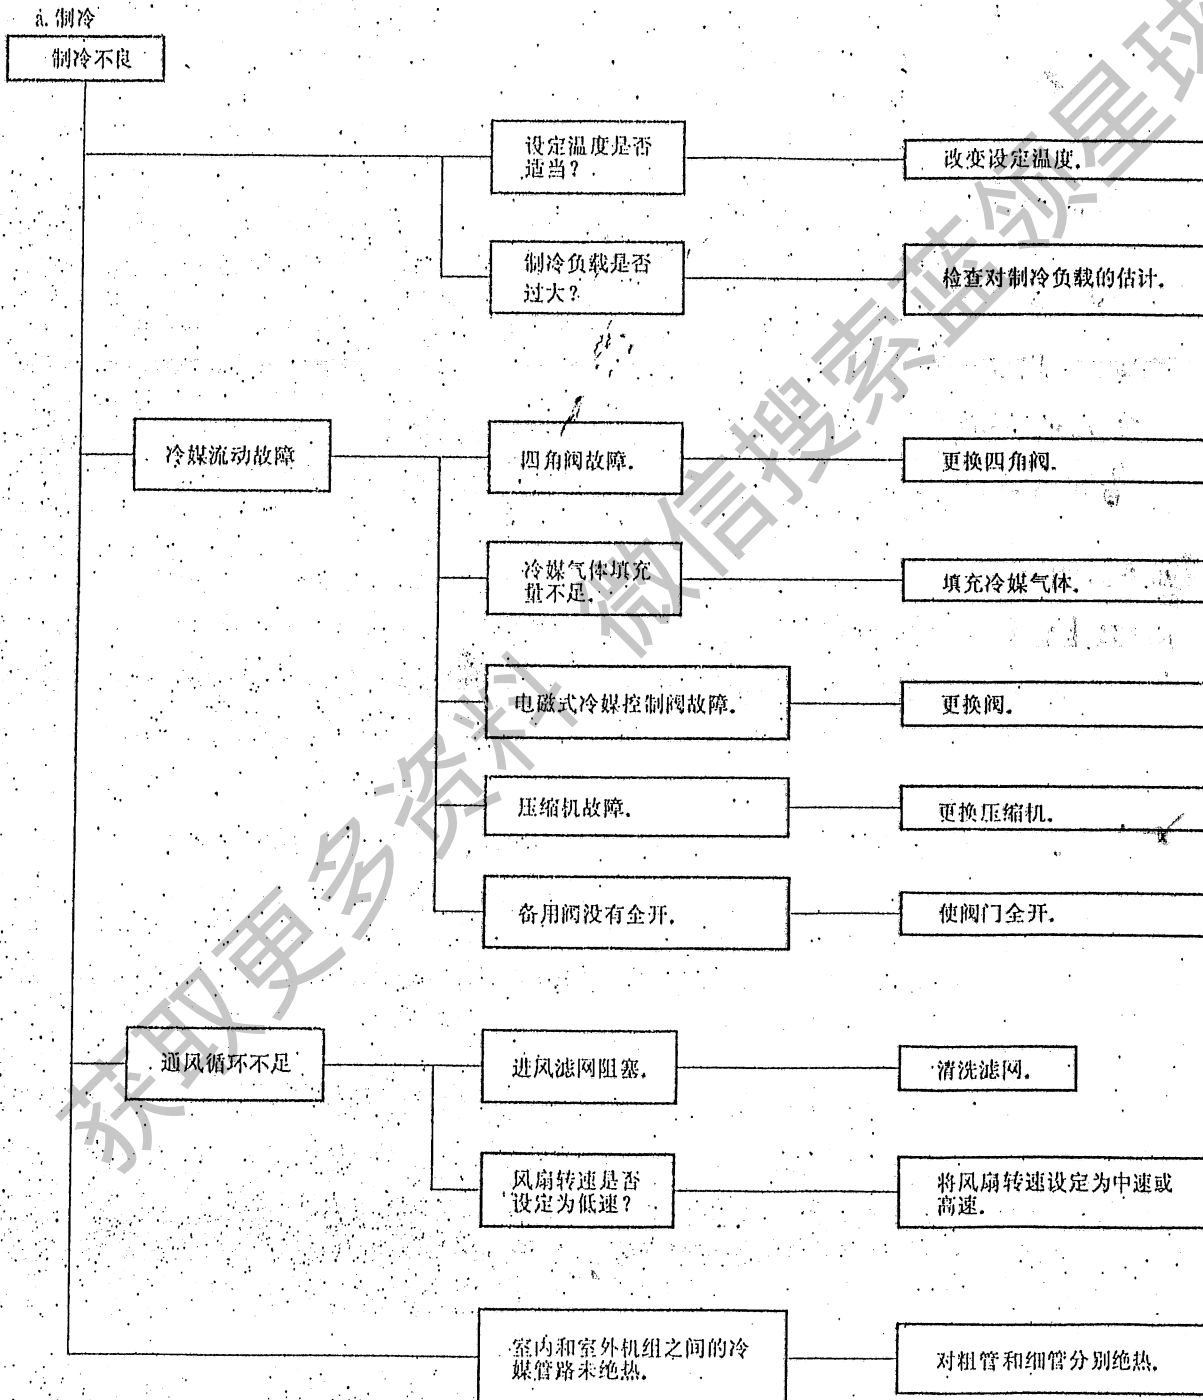 a.制冷
制冷不良
设定温度是否
适当?
改变设定温度.
制冷负载是否
过大?
检查对制冷负载的估计.
冷媒流动故障
四角阀故障.
更换四角阀.
冷媒气体填充
量不足.
填充冷媒气体.
电磁式冷媒控制阀故障.
更换阀.
压缩机故障.
更换压缩机.
备用阀没有全开.
使阀门全开.
通风循环不足
进风滤网阻塞.
清洗滤网.
风扇转速是否
设定为低速?
将风扇转速设定为中速或
高速.
室内和室外机组之间的冷
媒管路未绝热.
对粗管和细管分别绝热.
获取更多资料 微信搜索蓝领星球